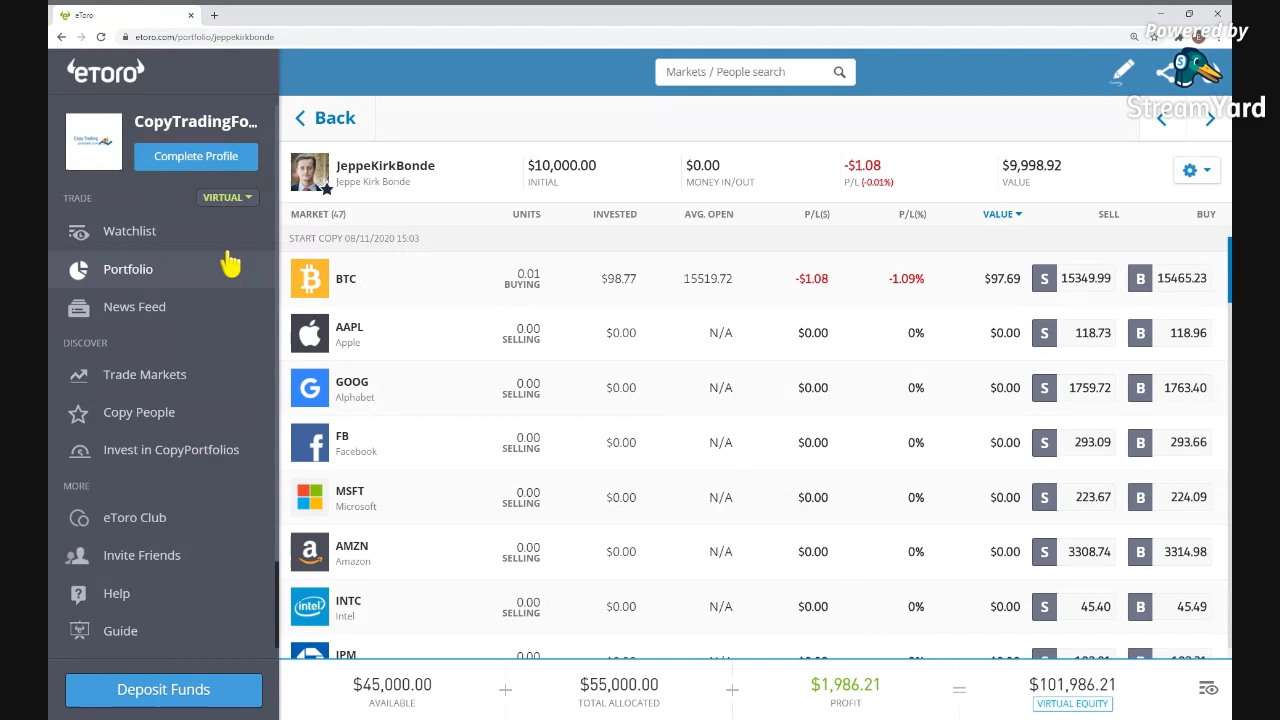 eToro
etoro.com/portfolio/jeppekirkbonde
Powered by
StreamYard
eTORO
CopyTradingFo...
Complete Profile
TRADE
VIRTUAL
Watchlist
Portfolio
News Feed
DISCOVER
Trade Markets
Copy People
Invest in CopyPortfolios
MORE
eToro Club
Invite Friends
Help
Guide
Deposit Funds
Markets / People search
Back
JeppeKirkBonde $10,000.00 $0.00 -$1.08 $9,998.92
Jeppe Kirk Bonde INITIAL MONEY IN/OUT P/L (-0.01%) VALUE
MARKET (47) UNITS INVESTED AVG. OPEN P/L($) P/L(%) VALUE SELL BUY
START COPY 08/11/2020 15:03
BTC 0.01 BUYING $98.77 15519.72 -$1.08 -1.09% $97.69 S 15349.99 B 15465.23
AAPL 0.00 $0.00 N/A $0.00 0% $0.00 S 118.73 B 118.96
Apple SELLING
GOOG 0.00 $0.00 N/A $0.00 0% $0.00 S 1759.72 B 1763.40
Alphabet SELLING
FB 0.00 $0.00 N/A $0.00 0% $0.00 S 293.09 B 293.66
Facebook SELLING
MSFT 0.00 $0.00 N/A $0.00 0% $0.00 S 223.67 B 224.09
Microsoft SELLING
AMZN 0.00 $0.00 N/A $0.00 0% $0.00 S 3308.74 B 3314.98
Amazon SELLING
INTC 0.00 $0.00 N/A $0.00 0% $0.00 S 45.40 B 45.49
Intel SELLING
JPM
$45,000.00 + $55,000.00 + $1,986.21 = $101,986.21
AVAILABLE TOTAL ALLOCATED PROFIT VIRTUAL EQUITY